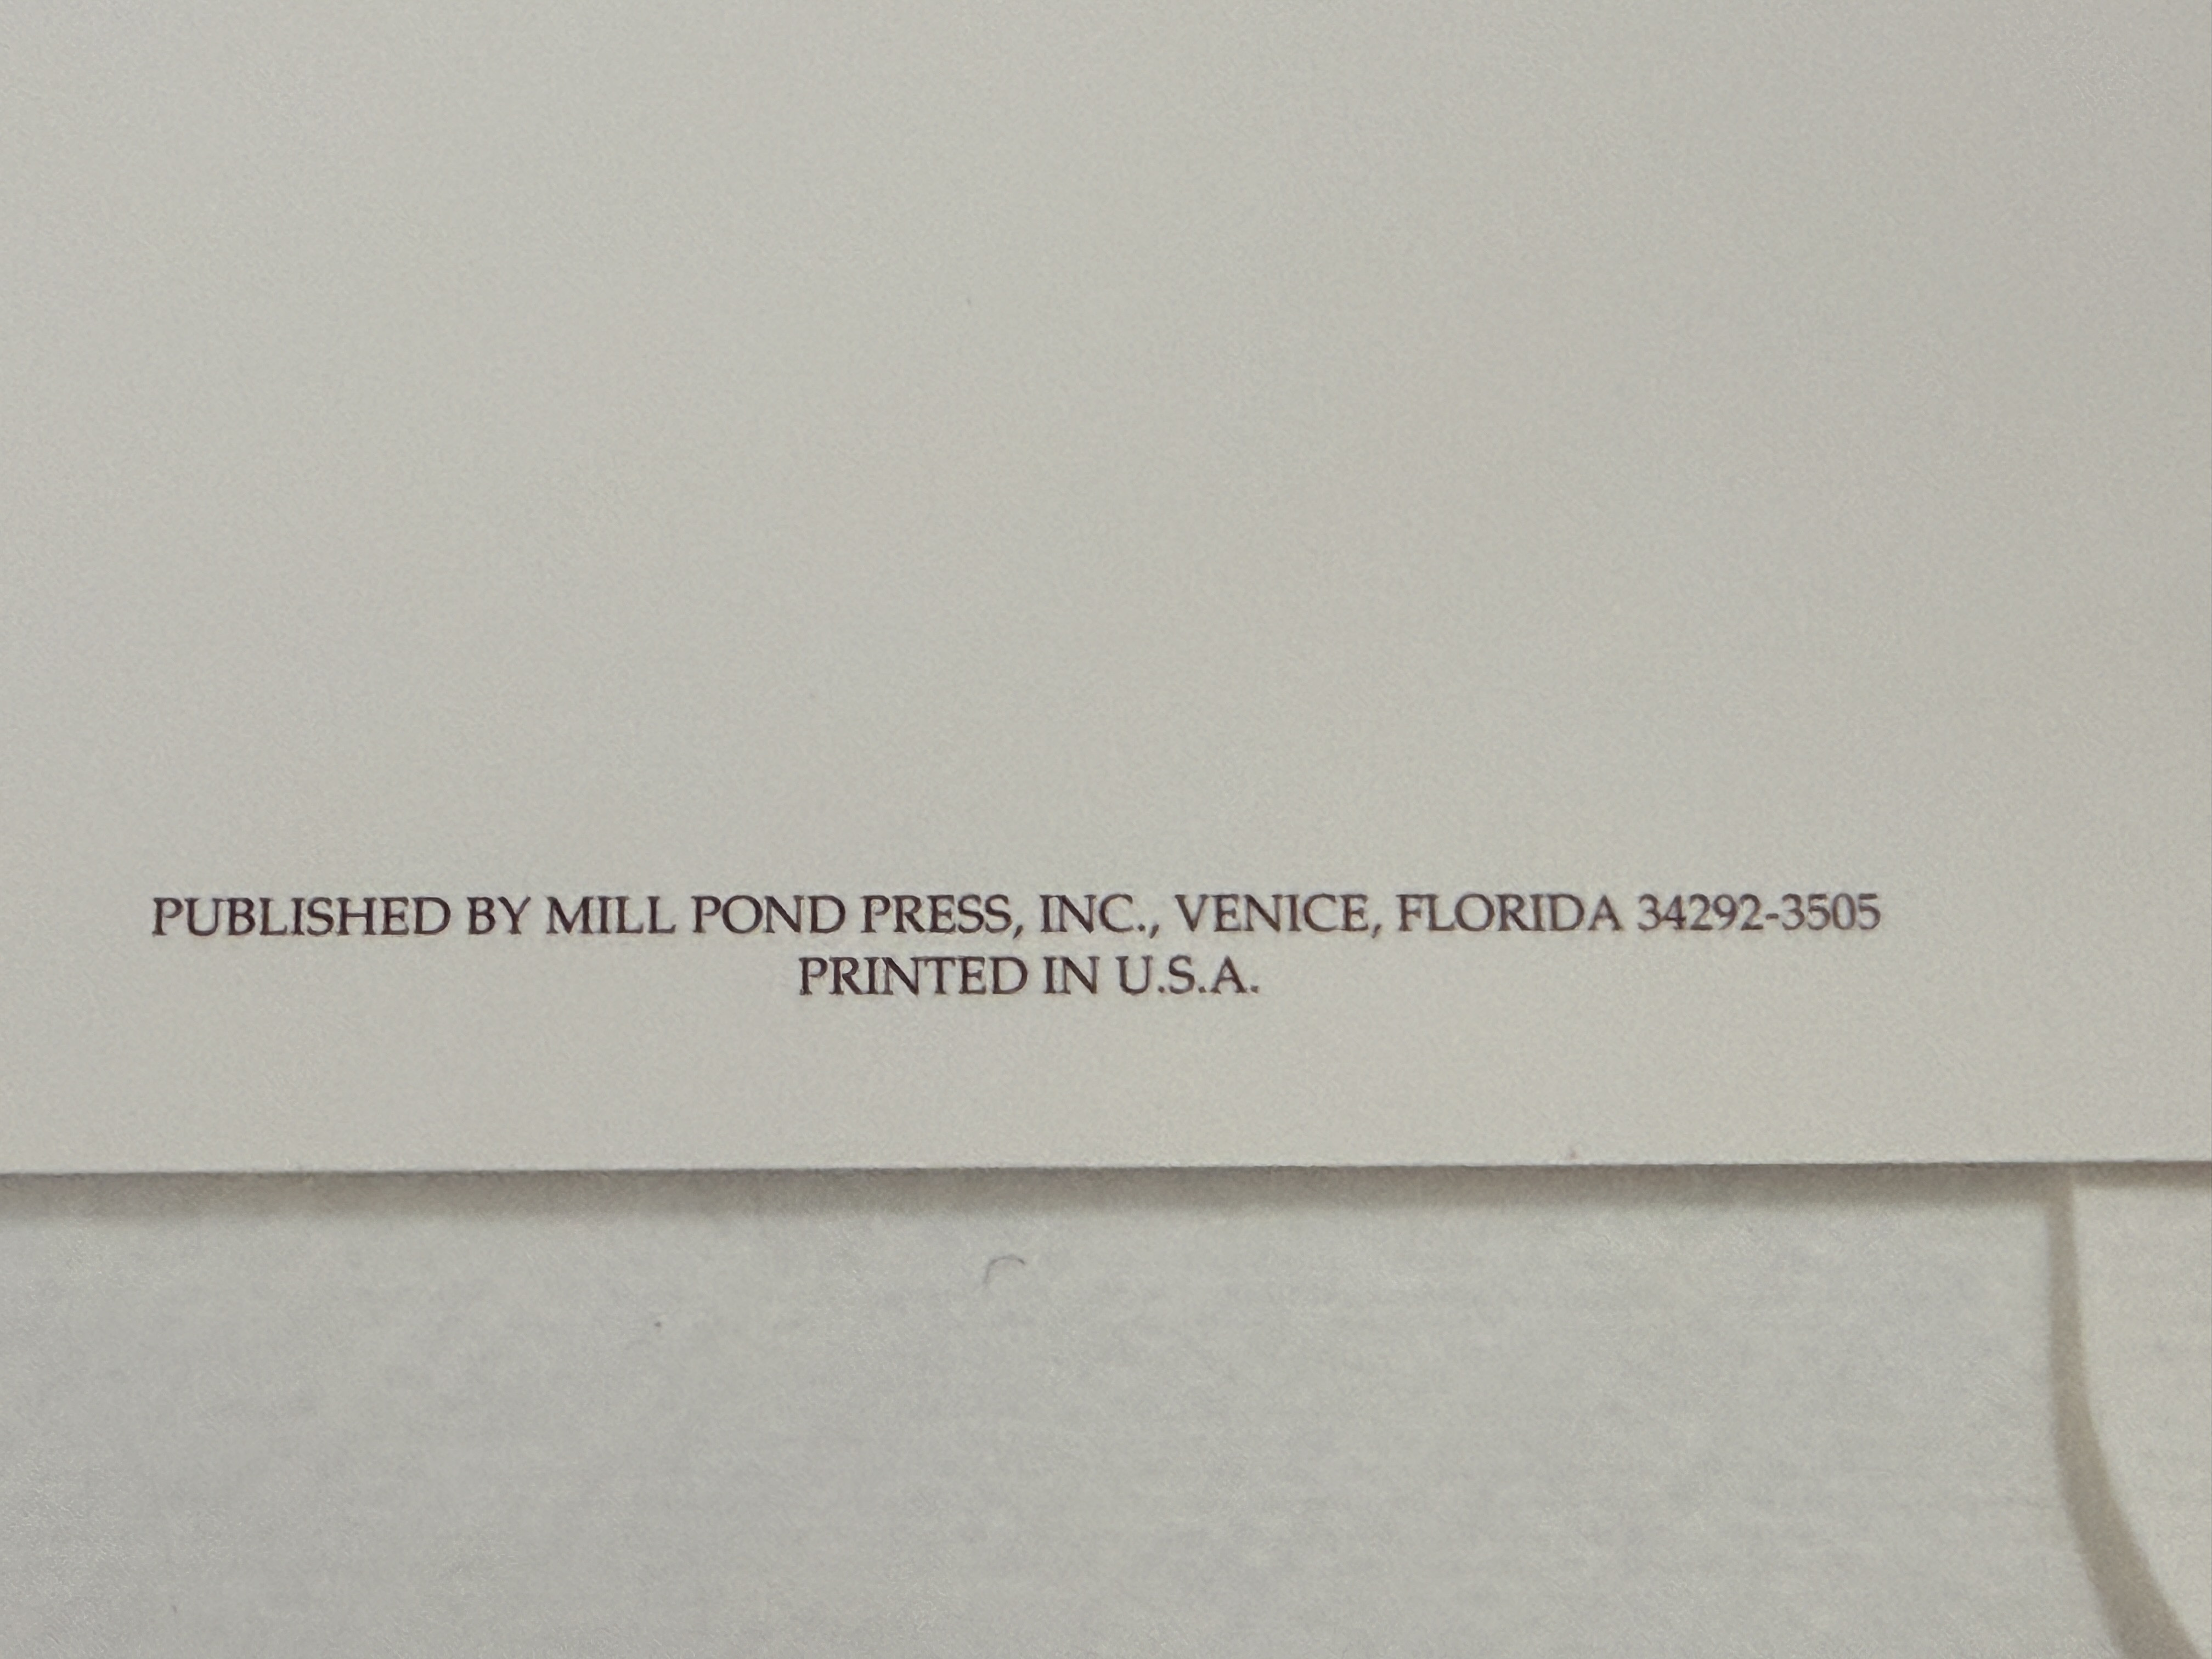 PUBLISHED BY MILL POND PRESS, INC., VENICE, FLORIDA 34292-3505
PRINTED IN U.S.A.